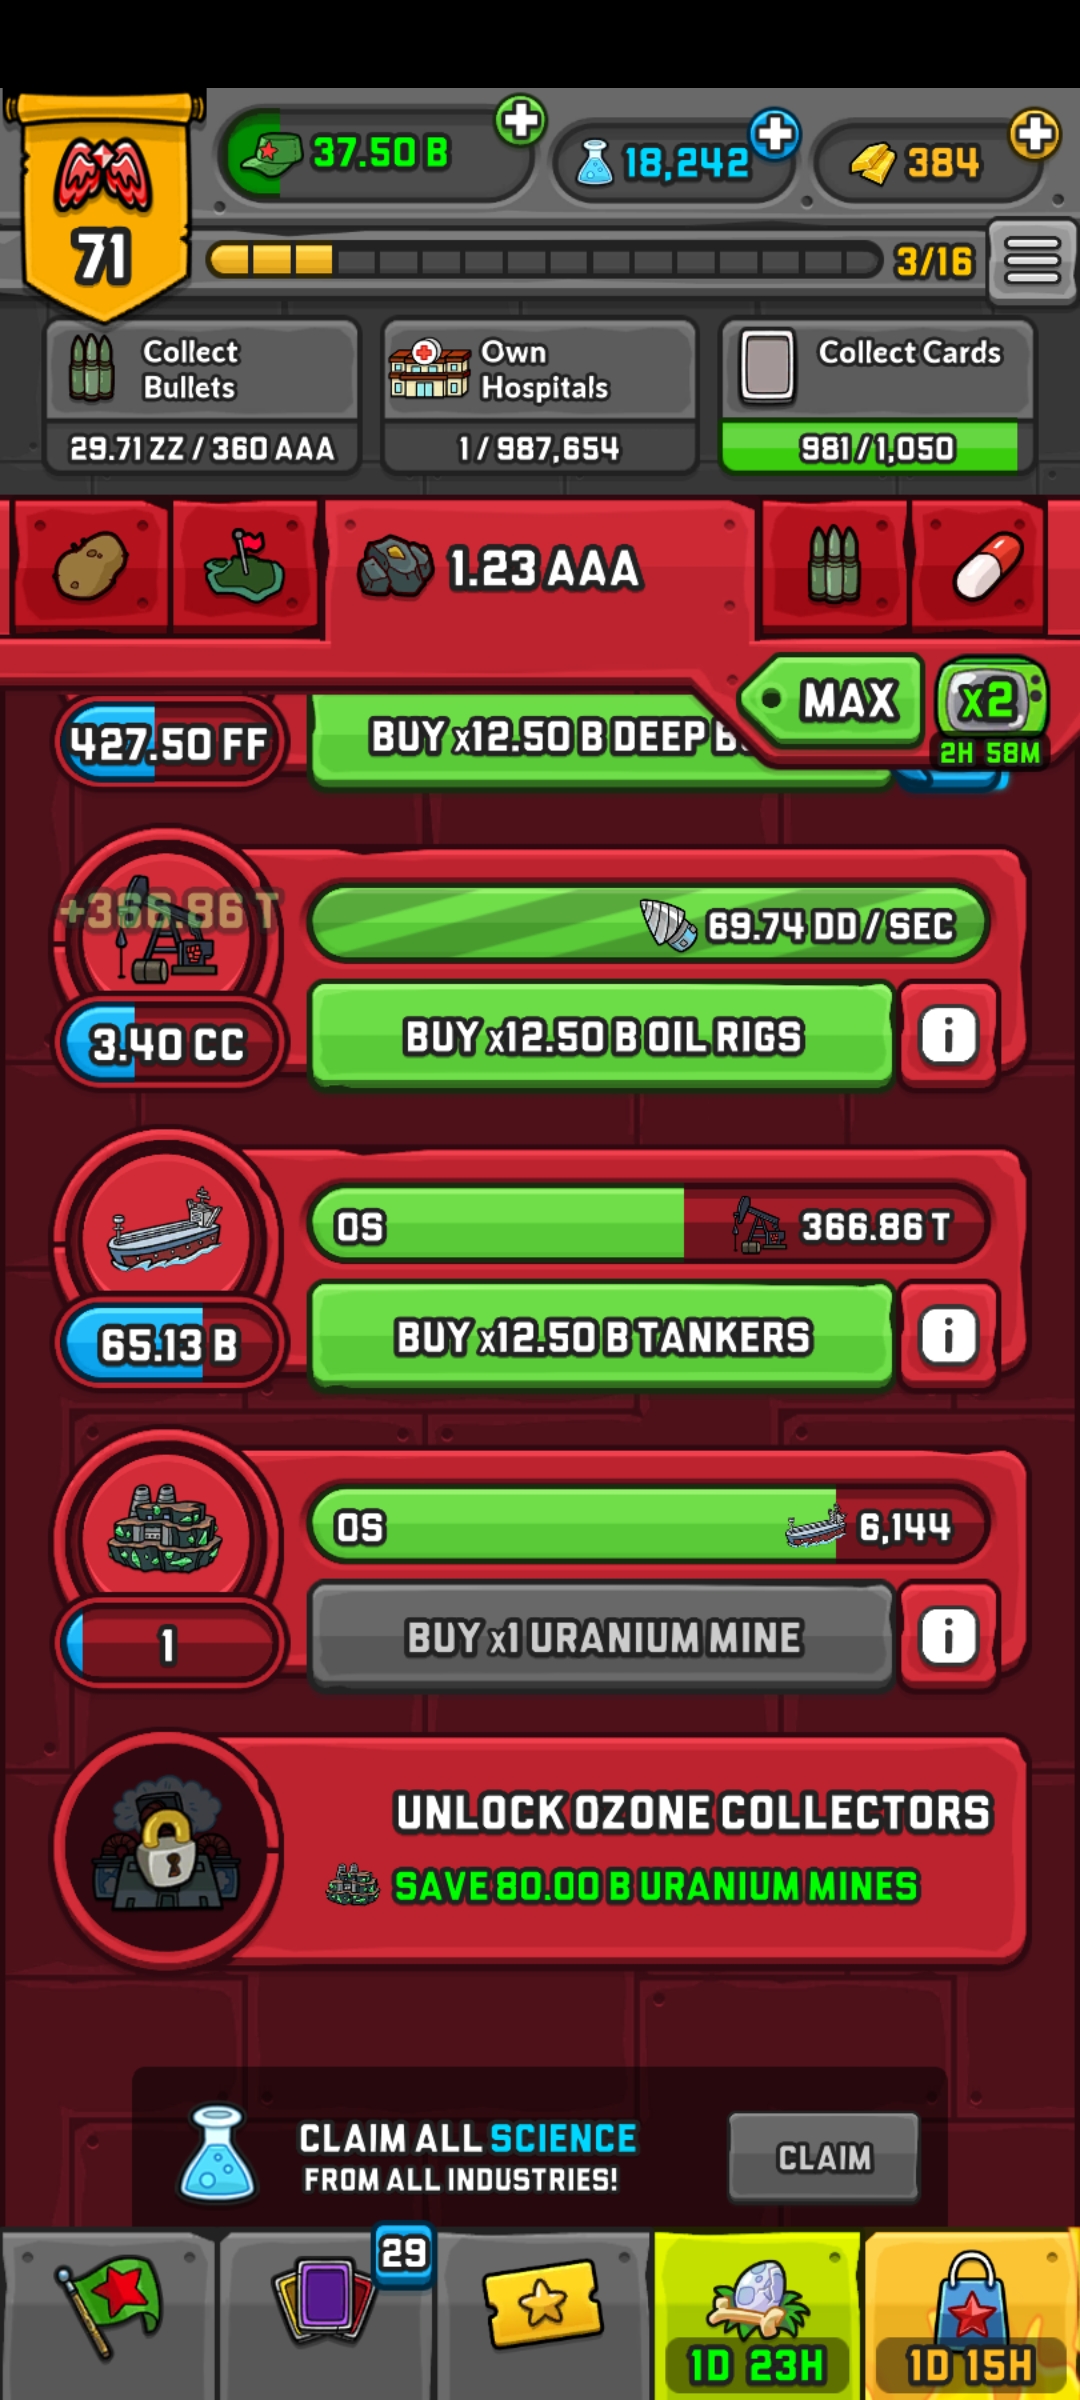 71
37.50 B
18,242
384
3/16
Collect
Bullets
29.71 ZZ / 360 AAA
Own
Hospitals
1 / 987,654
Collect Cards
981 / 1,050
1.23 AAA
MAX
x2
2H 58M
427.50 FF
BUY x12.50 B DEEP
+366.86 T
69.74 DD / SEC
3.40 CC
BUY x12.50 B OIL RIGS
i
0S
366.86 T
65.13 B
BUY x12.50 B TANKERS
i
0S
6,144
1
BUY x1 URANIUM MINE
i
UNLOCK OZONE COLLECTORS
SAVE 80.00 B URANIUM MINES
CLAIM ALL SCIENCE
FROM ALL INDUSTRIES!
CLAIM
29
1D 23H
1D 15H